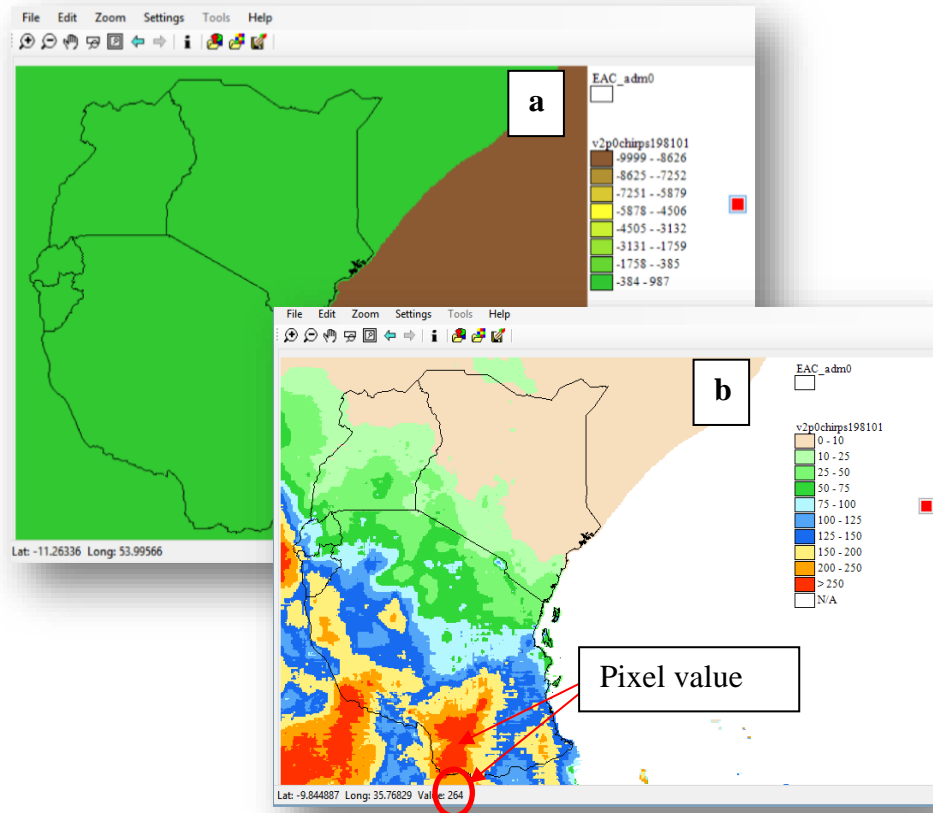 File Edit Zoom Settings Tools Help
a
EAC_adm0
v2p0chirps198101
-9999 - -8626
-8625 - -7252
-7251 - -5879
-5878 - -4506
-4505 - -3132
-3131 - -1759
-1758 - -385
-384 - 987
Lat: -11.26336 Long: 53.99566
File Edit Zoom Settings Tools Help
b
EAC_adm0
v2p0chirps198101
0 - 10
10 - 25
25 - 50
50 - 75
75 - 100
100 - 125
125 - 150
150 - 200
200 - 250
> 250
N/A
Pixel value
Lat: -9.844887 Long: 35.76829 Value: 264